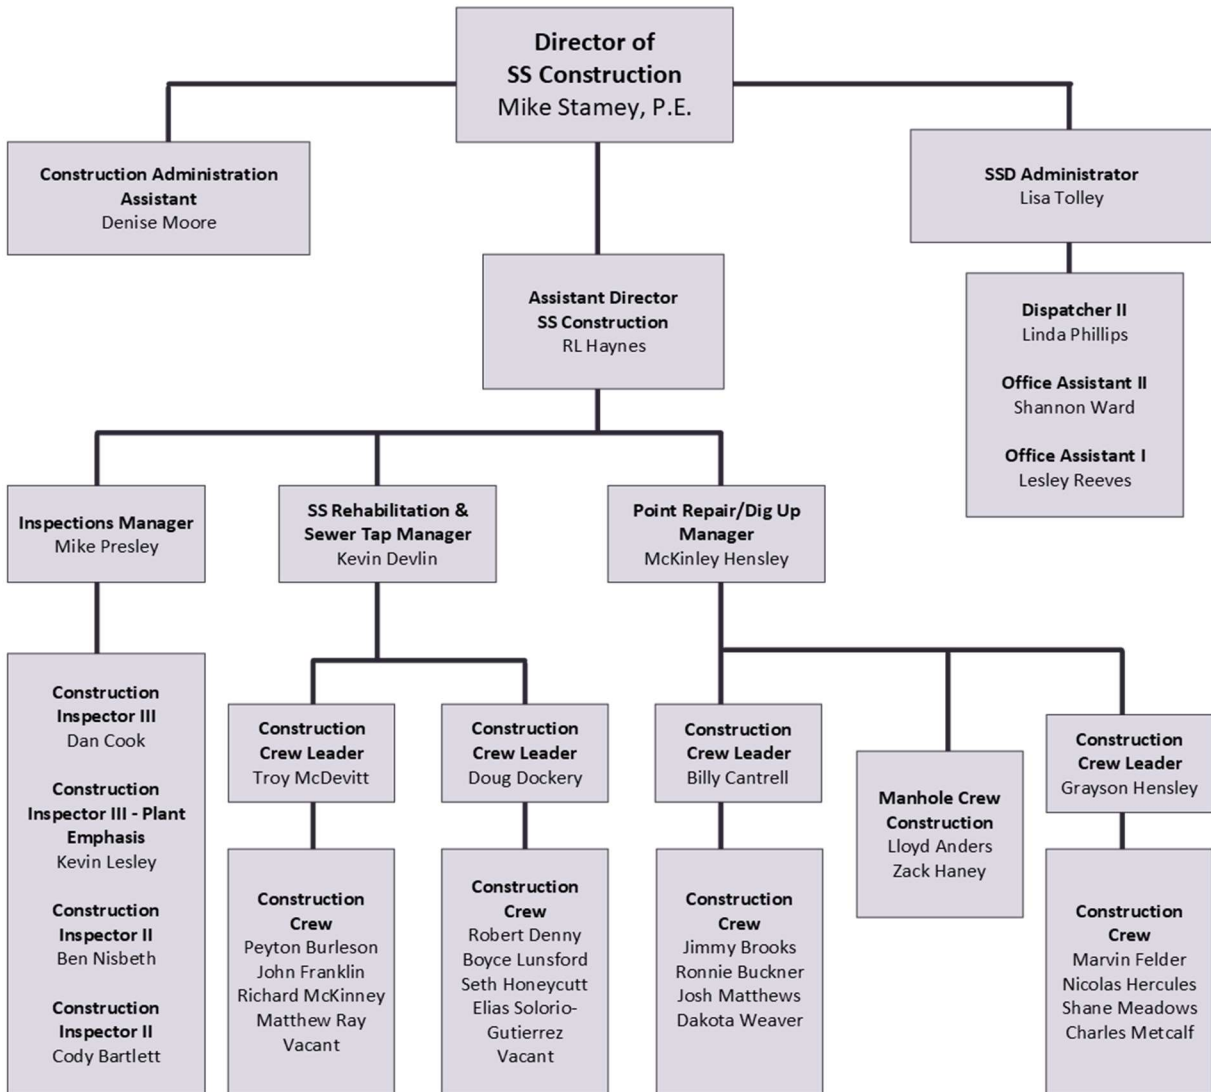 Director of
SS Construction
Mike Stamey, P.E.
Construction Administration
Assistant
Denise Moore
SSD Administrator
Lisa Tolley
Assistant Director
SS Construction
RL Haynes
Dispatcher II
Linda Phillips
Office Assistant II
Shannon Ward
Office Assistant I
Lesley Reeves
Inspections Manager
Mike Presley
SS Rehabilitation &
Sewer Tap Manager
Kevin Devlin
Point Repair/Dig Up
Manager
McKinley Hensley
Construction
Inspector III
Dan Cook
Construction
Inspector III - Plant
Emphasis
Kevin Lesley
Construction
Inspector II
Ben Nisbeth
Construction
Inspector II
Cody Bartlett
Construction
Crew Leader
Troy McDevitt
Construction
Crew
Peyton Burleson
John Franklin
Richard McKinney
Matthew Ray
Vacant
Construction
Crew Leader
Doug Dockery
Construction
Crew
Robert Denny
Boyce Lunsford
Seth Honeycutt
Elias Solorio-
Gutierrez
Vacant
Construction
Crew Leader
Billy Cantrell
Construction
Crew
Jimmy Brooks
Ronnie Buckner
Josh Matthews
Dakota Weaver
Manhole Crew
Construction
Lloyd Anders
Zack Haney
Construction
Crew Leader
Grayson Hensley
Construction
Crew
Marvin Felder
Nicolas Hercules
Shane Meadows
Charles Metcalf